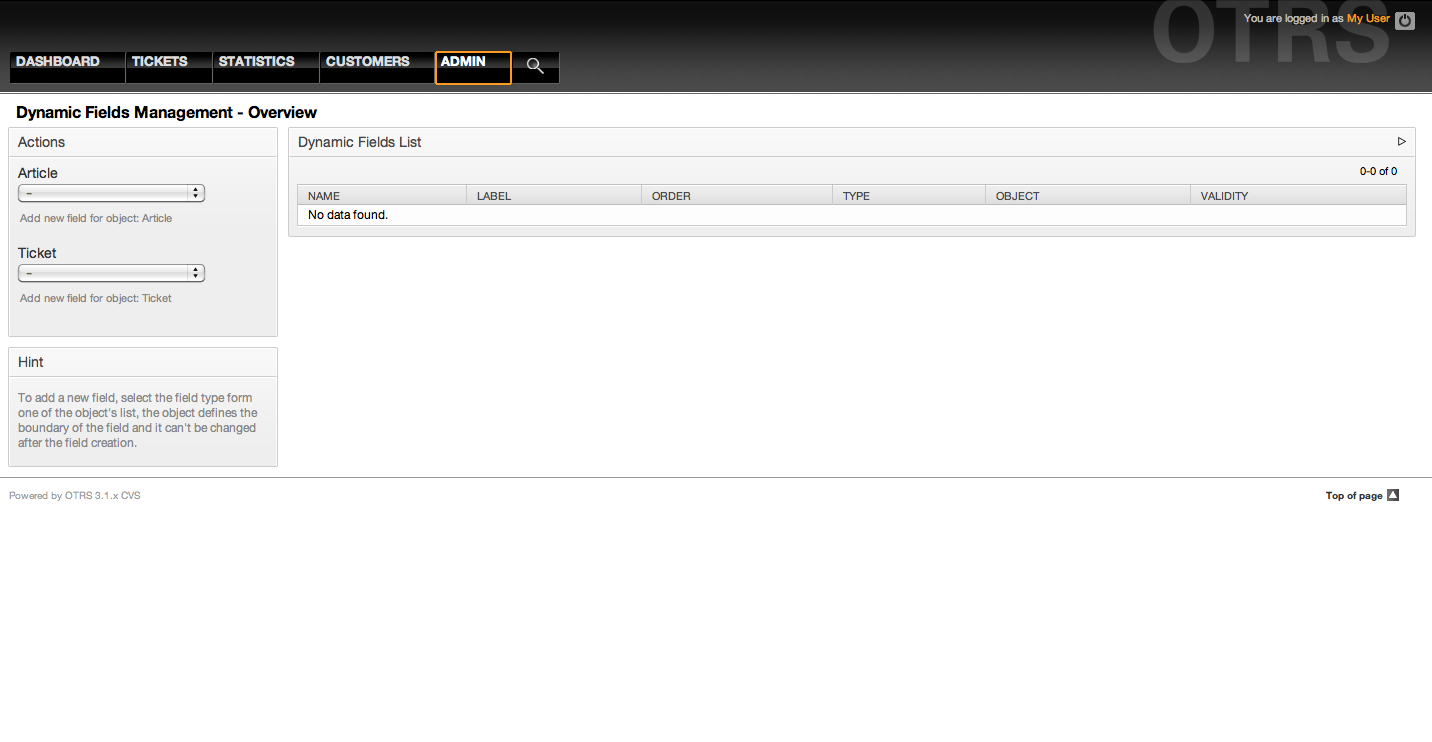 OTRS
You are logged in as My User
DASHBOARD TICKETS STATISTICS CUSTOMERS ADMIN
Dynamic Fields Management - Overview
Actions
Article
–
Add new field for object: Article
Ticket
–
Add new field for object: Ticket
Hint
To add a new field, select the field type form
one of the object's list, the object defines the
boundary of the field and it can't be changed
after the field creation.
Dynamic Fields List
0-0 of 0
NAME LABEL ORDER TYPE OBJECT VALIDITY
No data found.
Powered by OTRS 3.1.x CVS
Top of page